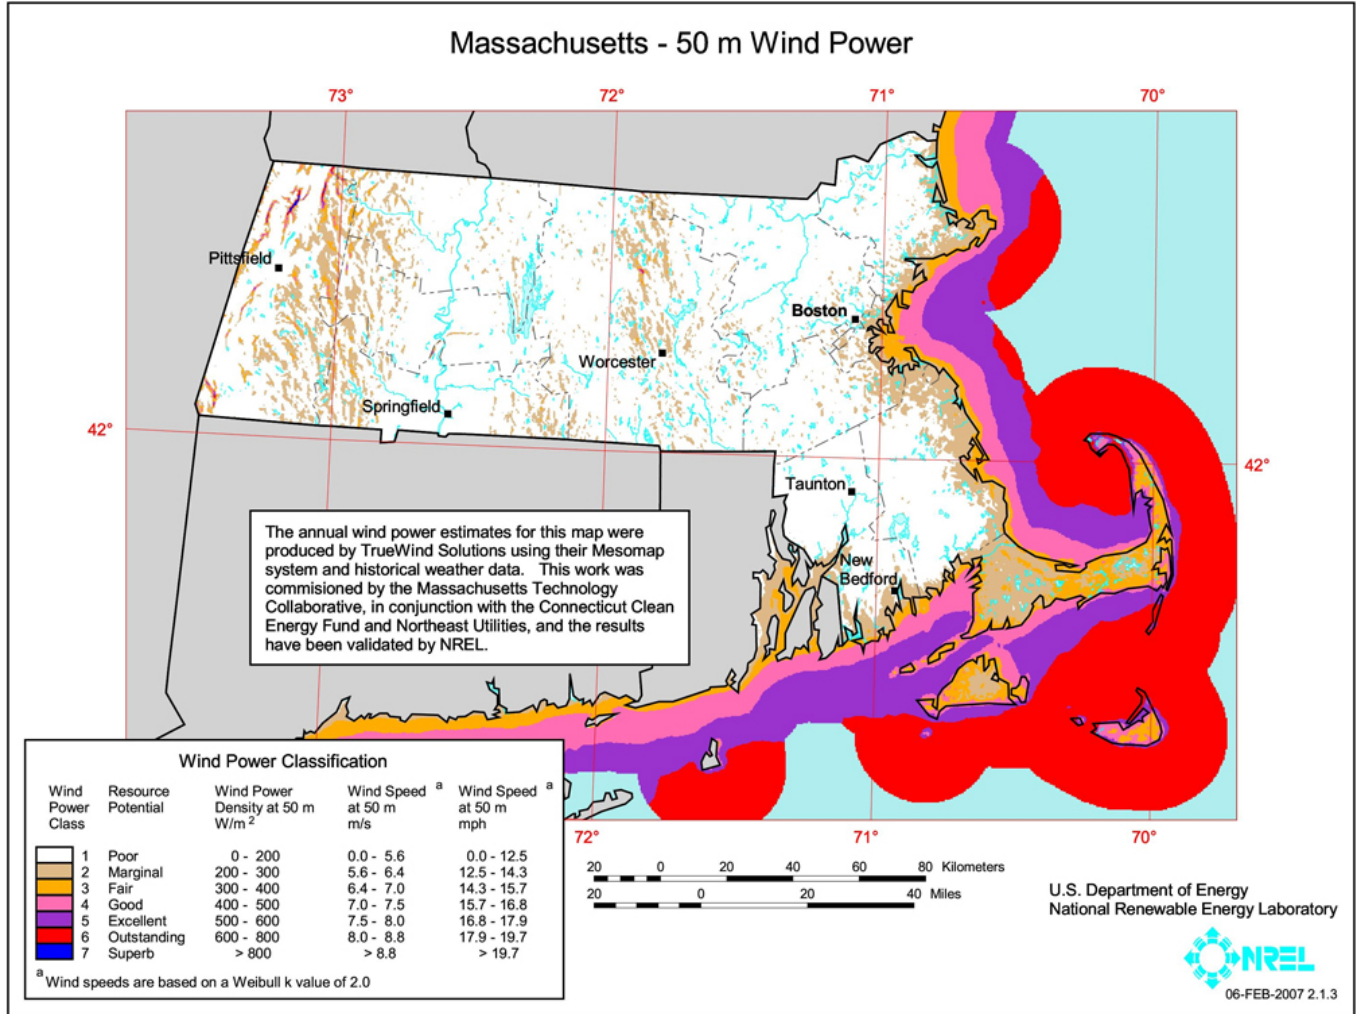 Massachusetts - 50 m Wind Power
73°
72°
71°
70°
Pittsfield
Boston
Worcester
Springfield
42°
42°
Taunton
New
Bedford
The annual wind power estimates for this map were
produced by TrueWind Solutions using their Mesomap
system and historical weather data. This work was
commisioned by the Massachusetts Technology
Collaborative, in conjunction with the Connecticut Clean
Energy Fund and Northeast Utilities, and the results
have been validated by NREL.
72°
71°
70°
Wind Power Classification
Wind Resource Wind Power Wind Speed a Wind Speed a
Power Potential Density at 50 m at 50 m at 50 m
Class W/m 2 m/s mph
1 Poor 0 - 200 0.0 - 5.6 0.0 - 12.5
2 Marginal 200 - 300 5.6 - 6.4 12.5 - 14.3
3 Fair 300 - 400 6.4 - 7.0 14.3 - 15.7
4 Good 400 - 500 7.0 - 7.5 15.7 - 16.8
5 Excellent 500 - 600 7.5 - 8.0 16.8 - 17.9
6 Outstanding 600 - 800 8.0 - 8.8 17.9 - 19.7
7 Superb > 800 > 8.8 > 19.7
a Wind speeds are based on a Weibull k value of 2.0
20 0 20 40 60 80 Kilometers
20 0 20 40 Miles
U.S. Department of Energy
National Renewable Energy Laboratory
NREL
06-FEB-2007 2.1.3